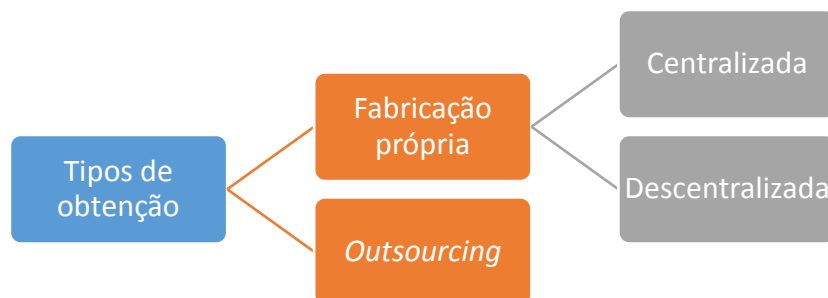 Tipos de
obtenção
Fabricação
própria
Outsourcing
Centralizada
Descentralizada